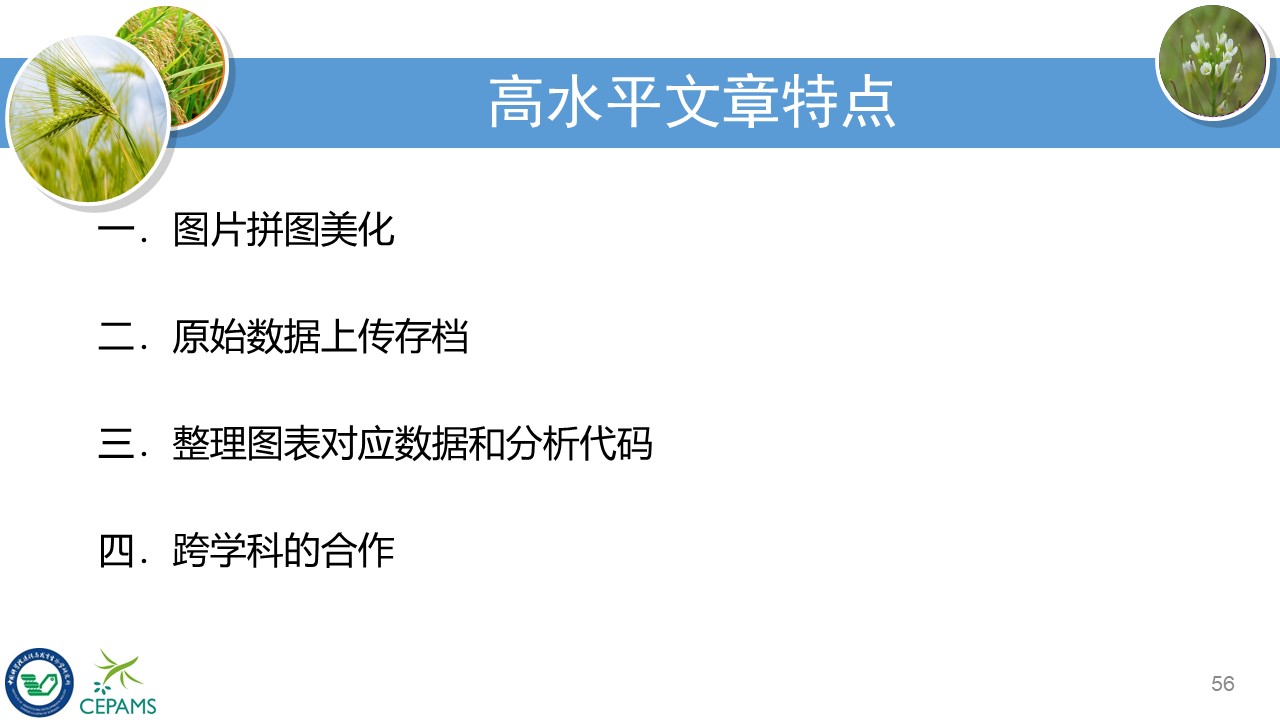 高水平文章特点
一． 图片拼图美化
二． 原始数据上传存档
三． 整理图表对应数据和分析代码
四． 跨学科的合作
CEPAMS
56